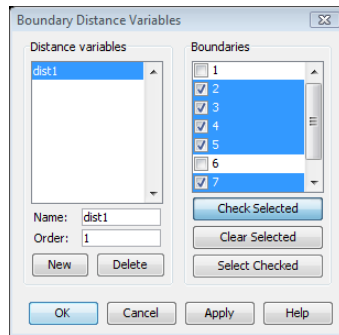 Boundary Distance Variables
Distance variables
dist1
Name: dist1
Order: 1
New Delete
Boundaries
1
2
3
4
5
6
7
Check Selected
Clear Selected
Select Checked
OK Cancel Apply Help